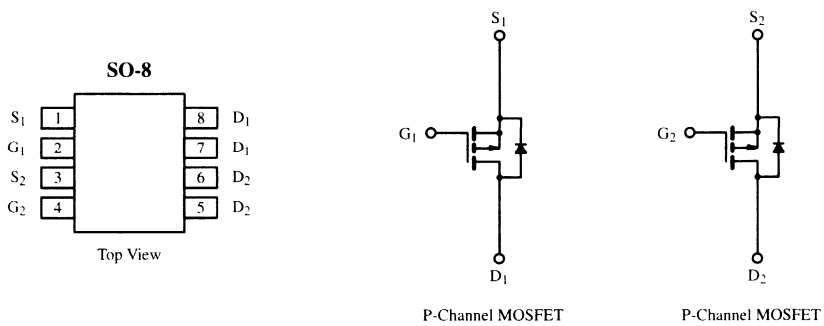 SO-8
S1 1 8 D1
G1 2 7 D1
S2 3 6 D2
G2 4 5 D2
Top View
S1
G1
D1
P-Channel MOSFET
S2
G2
D2
P-Channel MOSFET